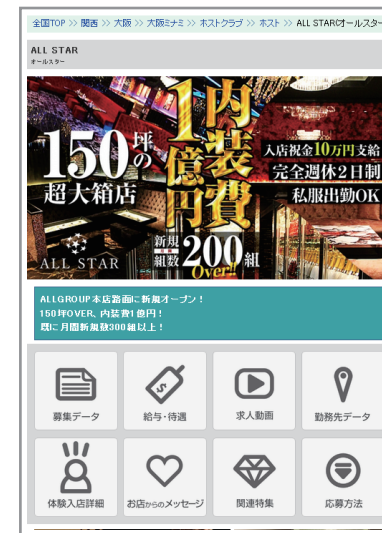 全国TOP >> 関西 >> 大阪 >> 大阪ミナミ >> ホストクラブ >> ホスト >> ALL STAR(オールスター
ALL STAR
オールスター
150坪の
超大箱店
内装費
1億円
入店祝金10万円支給
完全週休2日制
私服出勤OK
ALL STAR
新規
組数200組
Over!!
ALLGROUP本店路面に新規オープン！
150坪OVER、内装費1億円！
既に月間新規数300組以上！
募集データ
給与・待遇
求人動画
勤務先データ
体験入店詳細
お店からのメッセージ
関連特集
応募方法